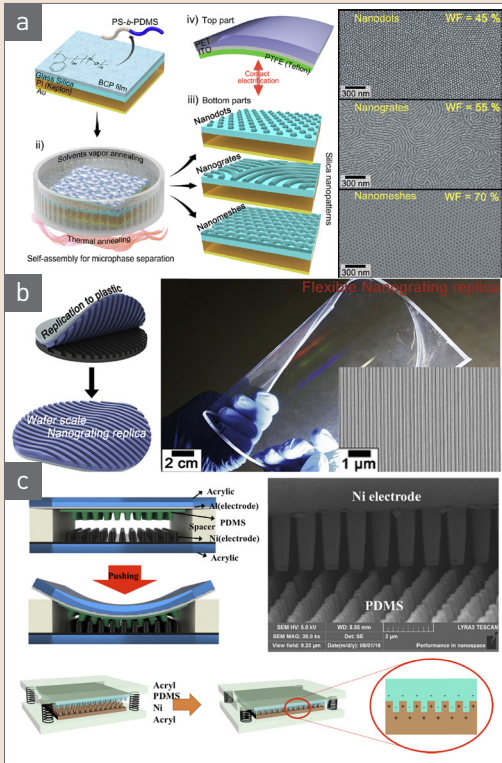 a
PS-b-PDMS
BCP film
Glass Silica
PI (Kapton)
Au
ii)
Solvents vapor annealing
Thermal annealing
Self-assembly for microphase separation
iv) Top part
PET
ITO
PTFE (Teflon)
Contact
electrification
iii) Bottom parts
Nanodots
Nanogrates
Nanomeshes
Silica nanopatterns
Nanodots WF = 45 %
300 nm
Nanogrates WF = 55 %
300 nm
Nanomeshes WF = 70 %
300 nm
b
Replication to plastic
Wafer scale
Nanograting replica
Flexible Nanograting replica
2 cm
1 µm
c
Acrylic
Al(electrode)
PDMS
Spacer
Ni(electrode)
Acrylic
Pushing
Ni electrode
PDMS
SEM HV: 5.0 kV WD: 8.95 mm LYRA3 TESCAN
SEM MAG: 30.0 kx Det: SE 2 µm
View field: 9.23 µm Date(m/d/y): 08/01/16 Performance in nanospace
Acryl
PDMS
Ni
Acryl